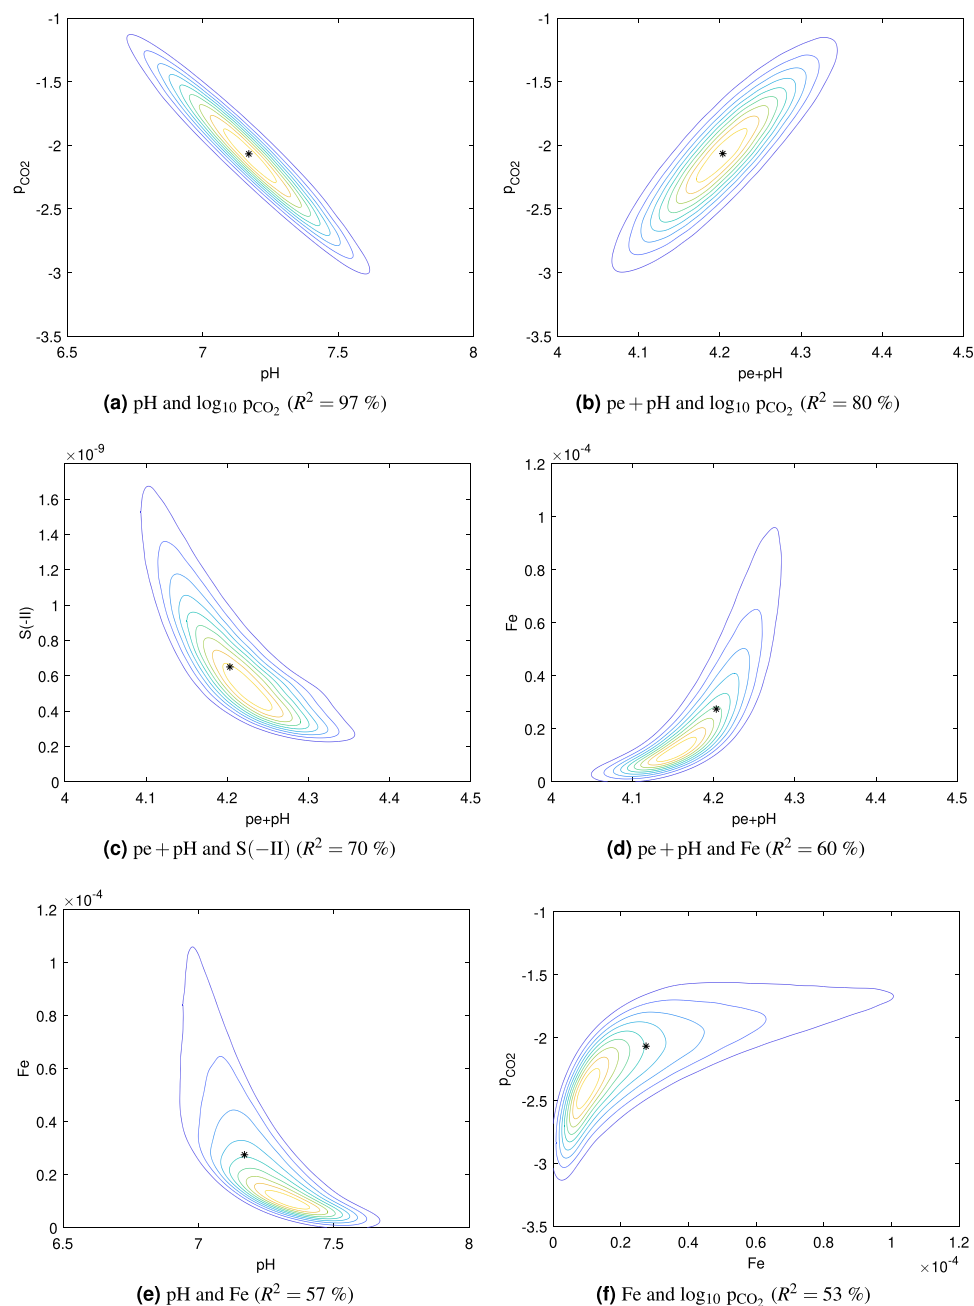 -1
-1.5
-2
-2.5
-3
-3.5
pCO2
6.5 7 7.5 8
pH
(a) pH and log10 pCO2 (R² = 97 %)
-1
-1.5
-2
-2.5
-3
-3.5
pCO2
4 4.1 4.2 4.3 4.4 4.5
pe+pH
(b) pe + pH and log10 pCO2 (R² = 80 %)
×10-9
1.6
1.4
1.2
1
0.8
0.6
0.4
0.2
0
S(-II)
4 4.1 4.2 4.3 4.4 4.5
pe+pH
(c) pe + pH and S(−II) (R² = 70 %)
×10-4
1.2
1
0.8
0.6
0.4
0.2
0
Fe
4 4.1 4.2 4.3 4.4 4.5
pe+pH
(d) pe + pH and Fe (R² = 60 %)
×10-4
1.2
1
0.8
0.6
0.4
0.2
0
Fe
6.5 7 7.5 8
pH
(e) pH and Fe (R² = 57 %)
-1
-1.5
-2
-2.5
-3
-3.5
pCO2
0 0.2 0.4 0.6 0.8 1 1.2
Fe
×10-4
(f) Fe and log10 pCO2 (R² = 53 %)